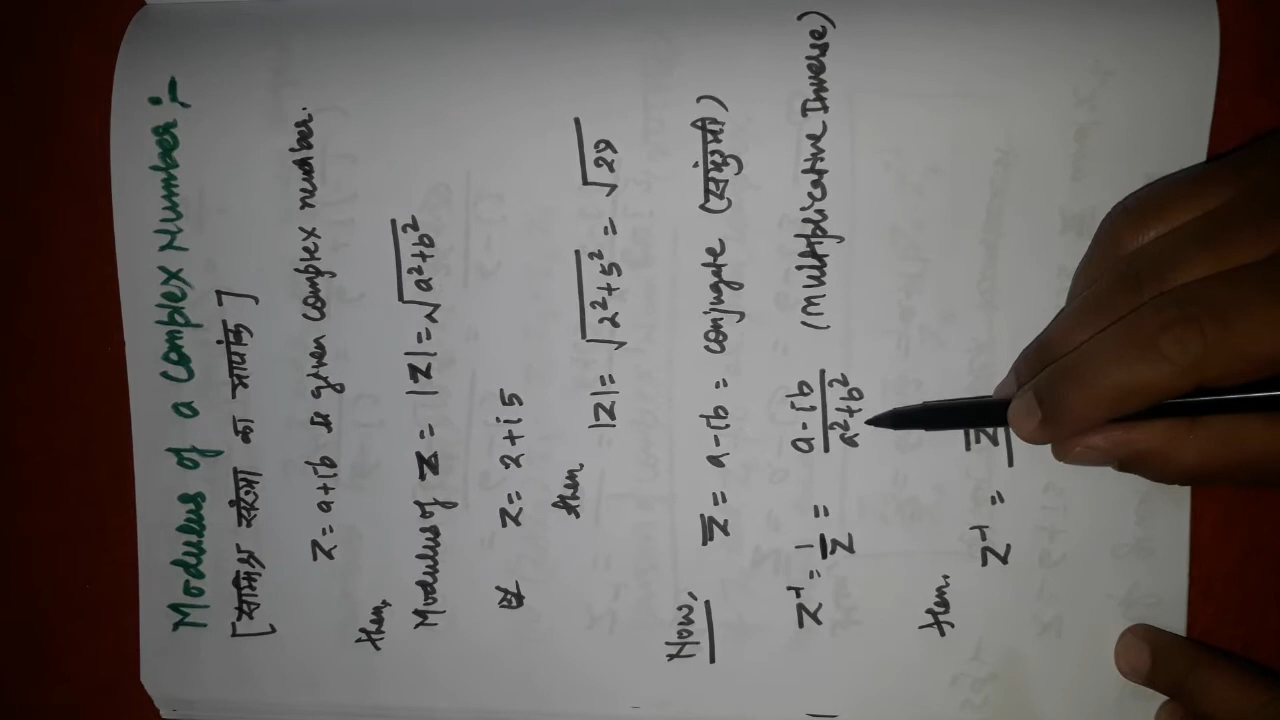 Modulus of a complex Number :-
[सम्मिश्र संख्या का मापांक]
z = a+ib is given complex number.
then,
Modulus of z = |z| = √a²+b²
z = 2+i5
then
|z| = √2²+5² = √29
Now,
z̅ = a-ib = conjugate (संयुग्मी)
z⁻¹ = 1/z = a-ib/a²+b² (Multiplicative Inverse)
then.
z⁻¹ = z̅